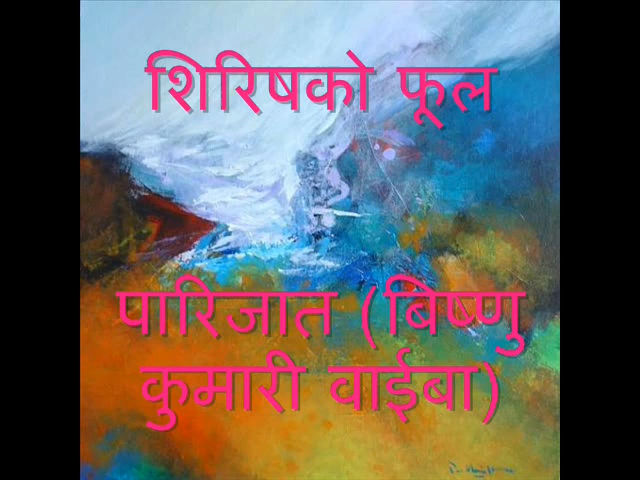 शिरिषको फूल
पारिजात (बिष्णु
कुमारी वाईबा)